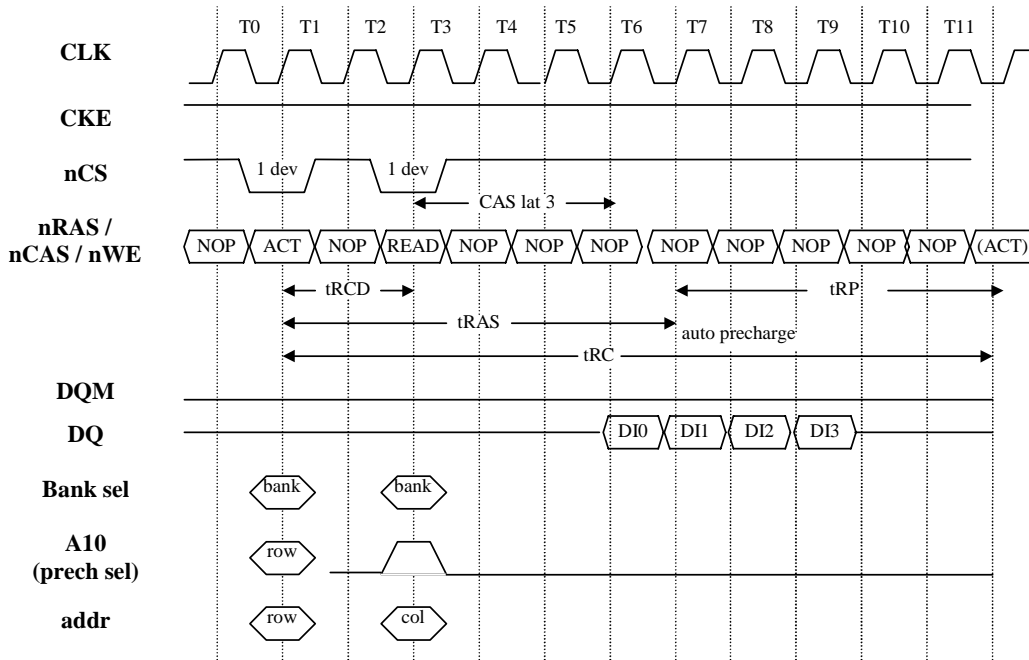 T0 T1 T2 T3 T4 T5 T6 T7 T8 T9 T10 T11
CLK
CKE
nCS 1 dev 1 dev
CAS lat 3
nRAS /
nCAS / nWE
NOP ACT NOP READ NOP NOP NOP NOP NOP NOP NOP NOP (ACT)
tRCD tRP
tRAS
auto precharge
tRC
DQM
DQ DI0 DI1 DI2 DI3
Bank sel bank bank
A10
(prech sel)
row
addr row col